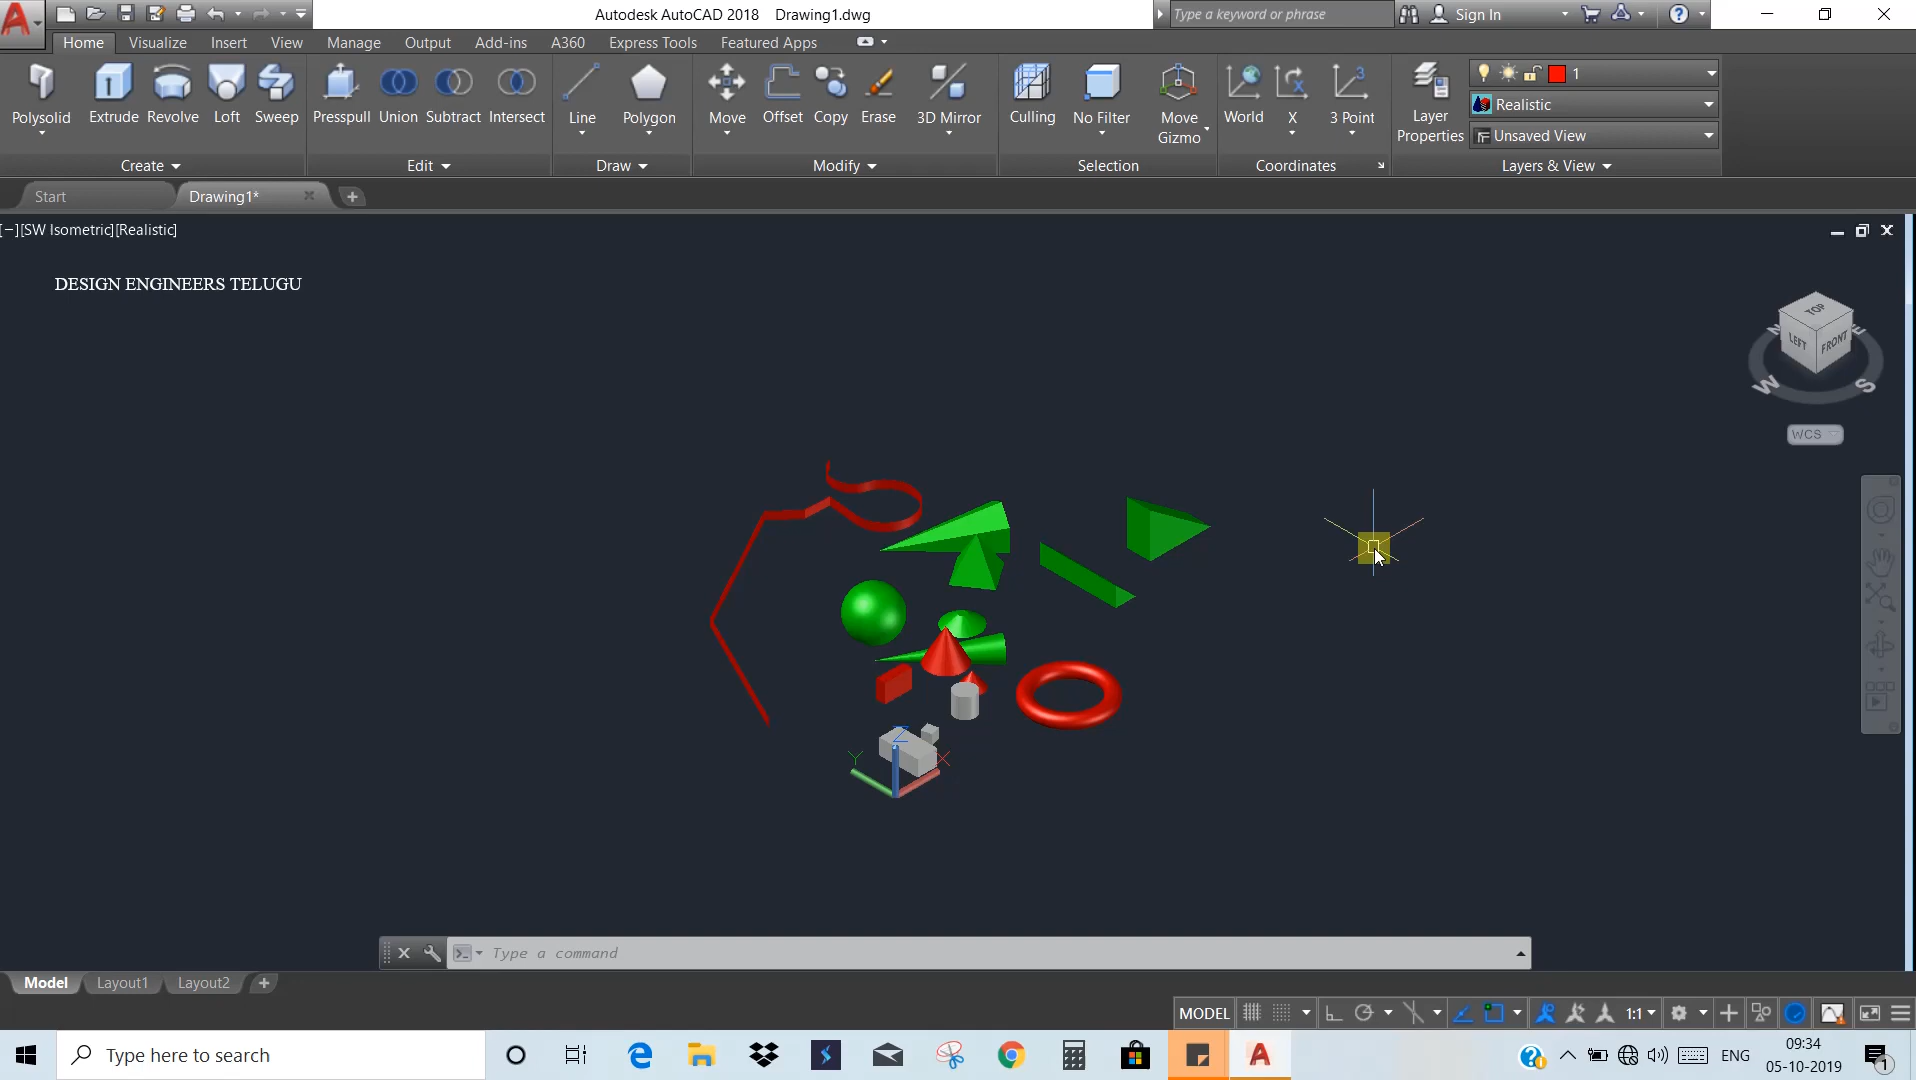 Autodesk AutoCAD 2018 Drawing1.dwg
Type a keyword or phrase
Sign In
Home Visualize Insert View Manage Output Add-ins A360 Express Tools Featured Apps
Polysolid Extrude Revolve Loft Sweep Presspull Union Subtract Intersect Line Polygon Move Offset Copy Erase 3D Mirror Culling No Filter Move Gizmo World X 3 Point Layer Properties
1
Realistic
Unsaved View
Create Edit Draw Modify Selection Coordinates Layers & View
Start Drawing1*
[−][SW Isometric][Realistic]
DESIGN ENGINEERS TELUGU
TOP
LEFT FRONT
N E
W S
WCS
Z
Y X
Type a command
Model Layout1 Layout2
MODEL 1:1
Type here to search
ENG
09:34
05-10-2019
1